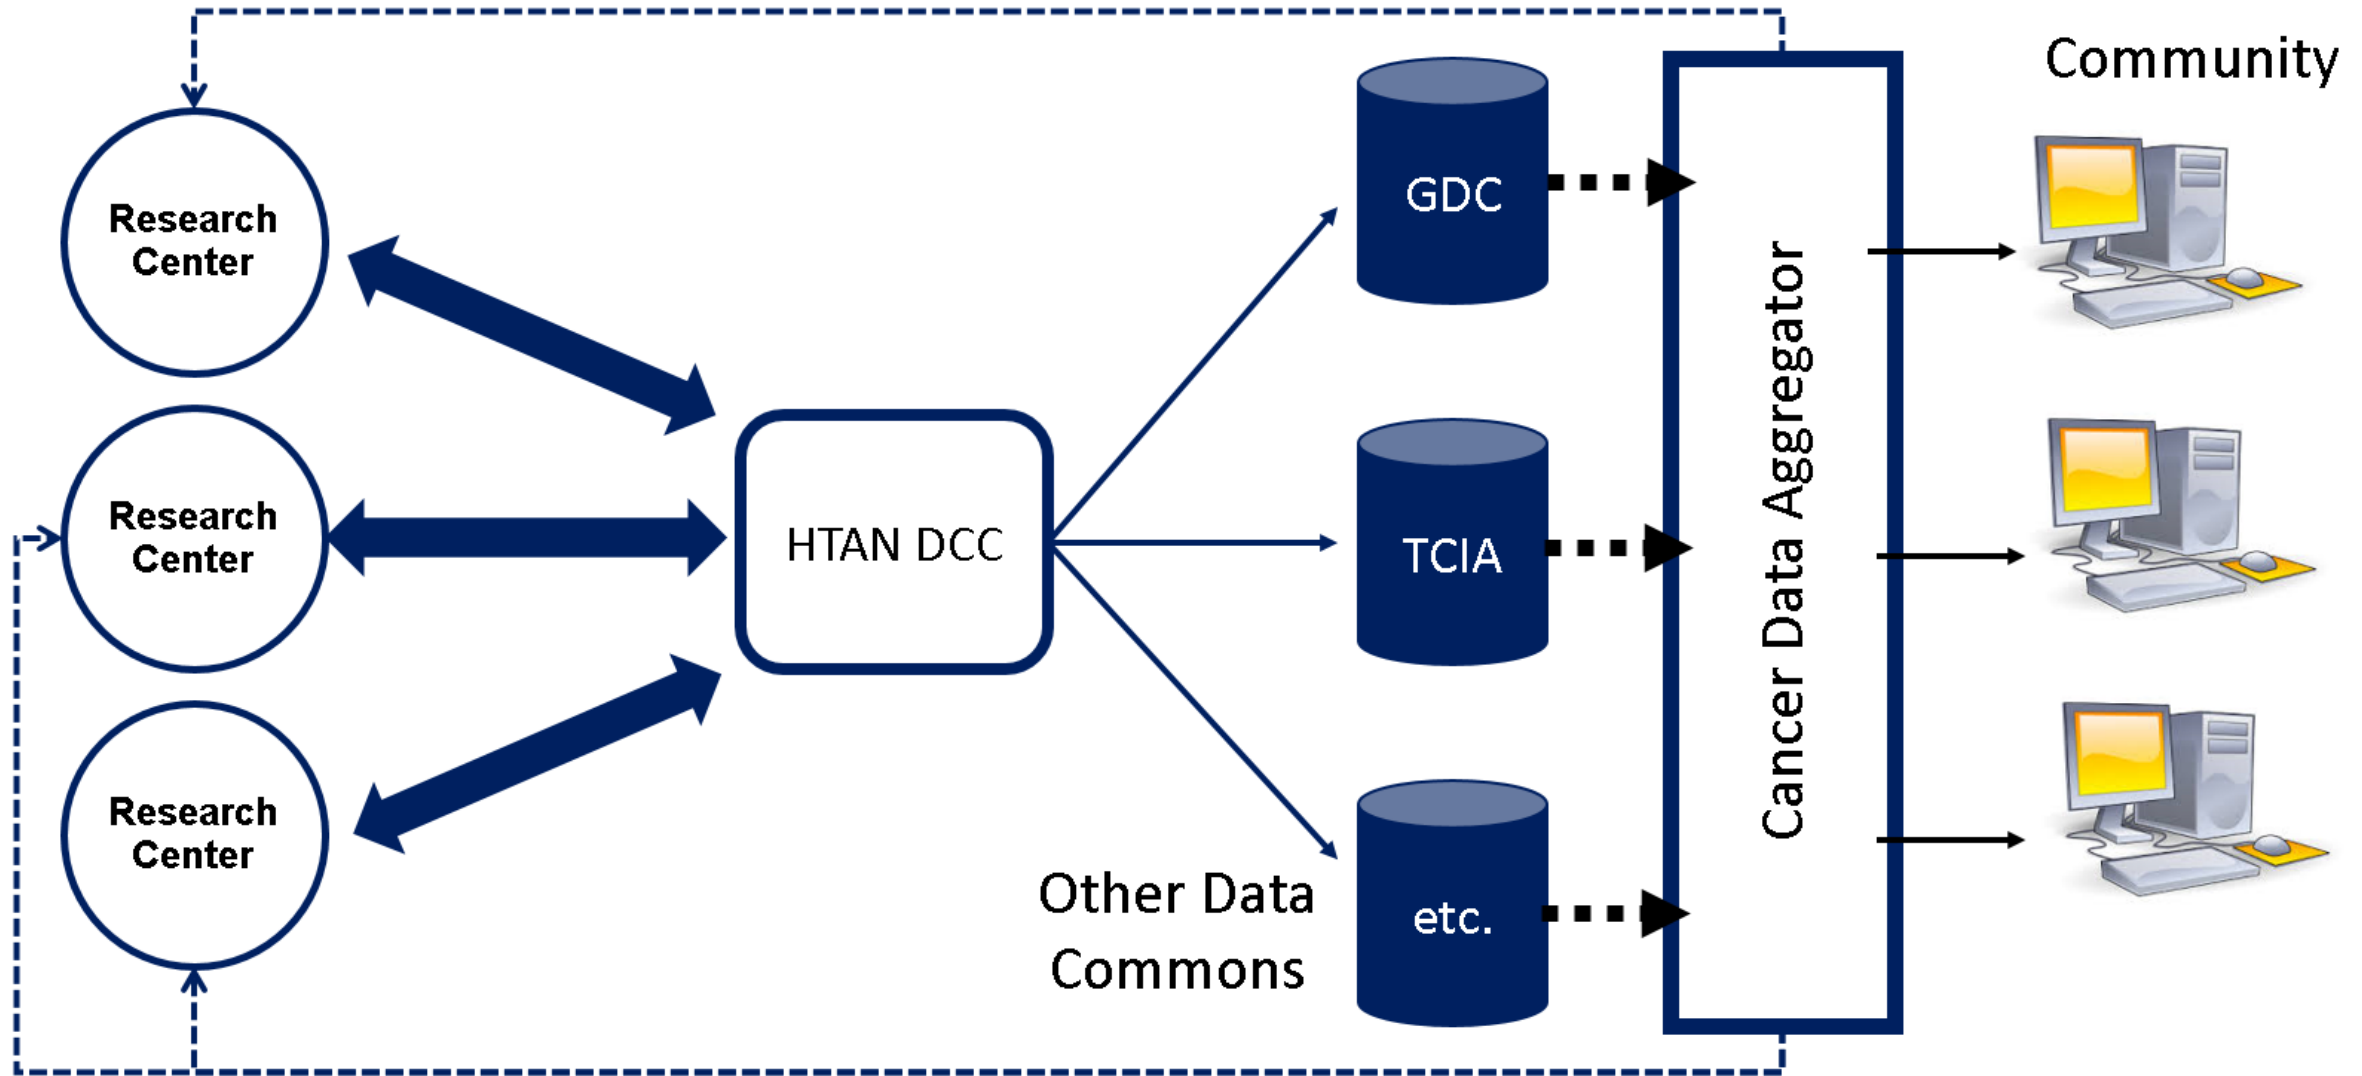 Community
Research
Center
GDC
Research
Center
HTAN DCC
TCIA
Cancer Data Aggregator
Research
Center
Other Data
Commons
etc.